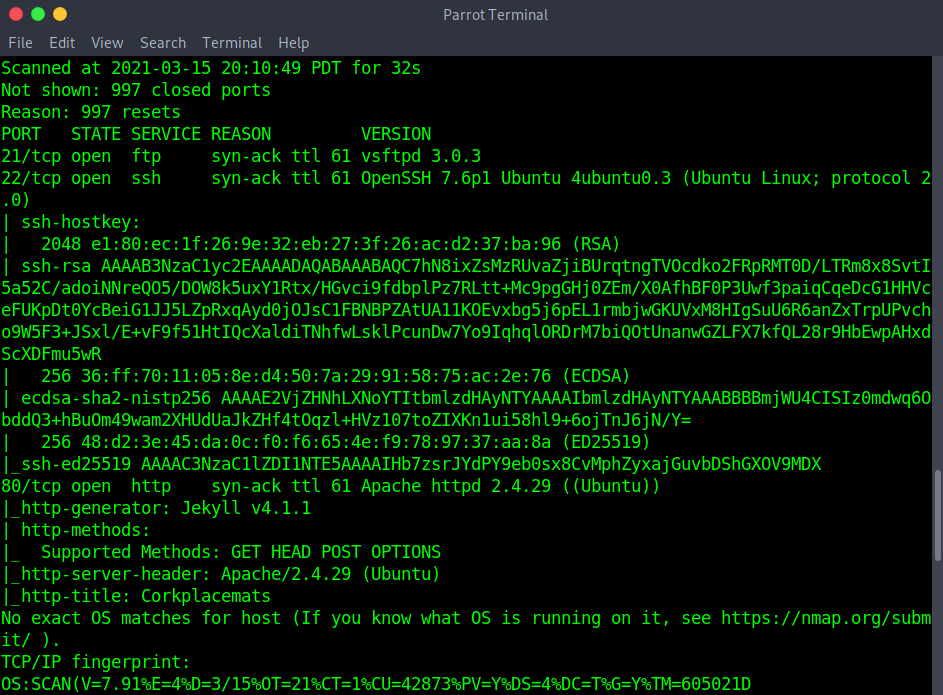 Parrot Terminal
File Edit View Search Terminal Help
Scanned at 2021-03-15 20:10:49 PDT for 32s
Not shown: 997 closed ports
Reason: 997 resets
PORT   STATE SERVICE REASON         VERSION
21/tcp open  ftp     syn-ack ttl 61 vsftpd 3.0.3
22/tcp open  ssh     syn-ack ttl 61 OpenSSH 7.6p1 Ubuntu 4ubuntu0.3 (Ubuntu Linux; protocol 2
.0)
| ssh-hostkey:
|   2048 e1:80:ec:1f:26:9e:32:eb:27:3f:26:ac:d2:37:ba:96 (RSA)
| ssh-rsa AAAAB3NzaC1yc2EAAAADAQABAAABAQC7hN8ixZsMzRUvaZjiBUrqtngTVOcdko2FRpRMT0D/LTRm8x8SvtI
5a52C/adoiNNreQO5/DOW8k5uxY1Rtx/HGvci9fdbplPz7RLtt+Mc9pgGHj0ZEm/X0AfhBF0P3Uwf3paiqCqeDcG1HHVc
eFUKpDt0YcBeiG1JJ5LZpRxqAyd0jOJsC1FBNBPZAtUA11KOEvxbg5j6pEL1rmbjwGKUVxM8HIgSuU6R6anZxTrpUPvch
o9W5F3+JSxl/E+vF9f51HtIQcXaldiTNhfwLsklPcunDw7Yo9IqhqlORDrM7biQOtUnanwGZLFX7kfQL28r9HbEwpAHxd
ScXDFmu5wR
|   256 36:ff:70:11:05:8e:d4:50:7a:29:91:58:75:ac:2e:76 (ECDSA)
| ecdsa-sha2-nistp256 AAAAE2VjZHNhLXNoYTItbmlzdHAyNTYAAAAIbmlzdHAyNTYAAABBBBmjWU4CISIz0mdwq6O
bddQ3+hBuOm49wam2XHUdUaJkZHf4tOqzl+HVz107toZIXKn1ui58hl9+6ojTnJ6jN/Y=
|   256 48:d2:3e:45:da:0c:f0:f6:65:4e:f9:78:97:37:aa:8a (ED25519)
|_ssh-ed25519 AAAAC3NzaC1lZDI1NTE5AAAAIHb7zsrJYdPY9eb0sx8CvMphZyxajGuvbDShGXOV9MDX
80/tcp open  http    syn-ack ttl 61 Apache httpd 2.4.29 ((Ubuntu))
|_http-generator: Jekyll v4.1.1
| http-methods:
|_  Supported Methods: GET HEAD POST OPTIONS
|_http-server-header: Apache/2.4.29 (Ubuntu)
|_http-title: Corkplacemats
No exact OS matches for host (If you know what OS is running on it, see https://nmap.org/subm
it/ ).
TCP/IP fingerprint:
OS:SCAN(V=7.91%E=4%D=3/15%OT=21%CT=1%CU=42873%PV=Y%DS=4%DC=T%G=Y%TM=605021D